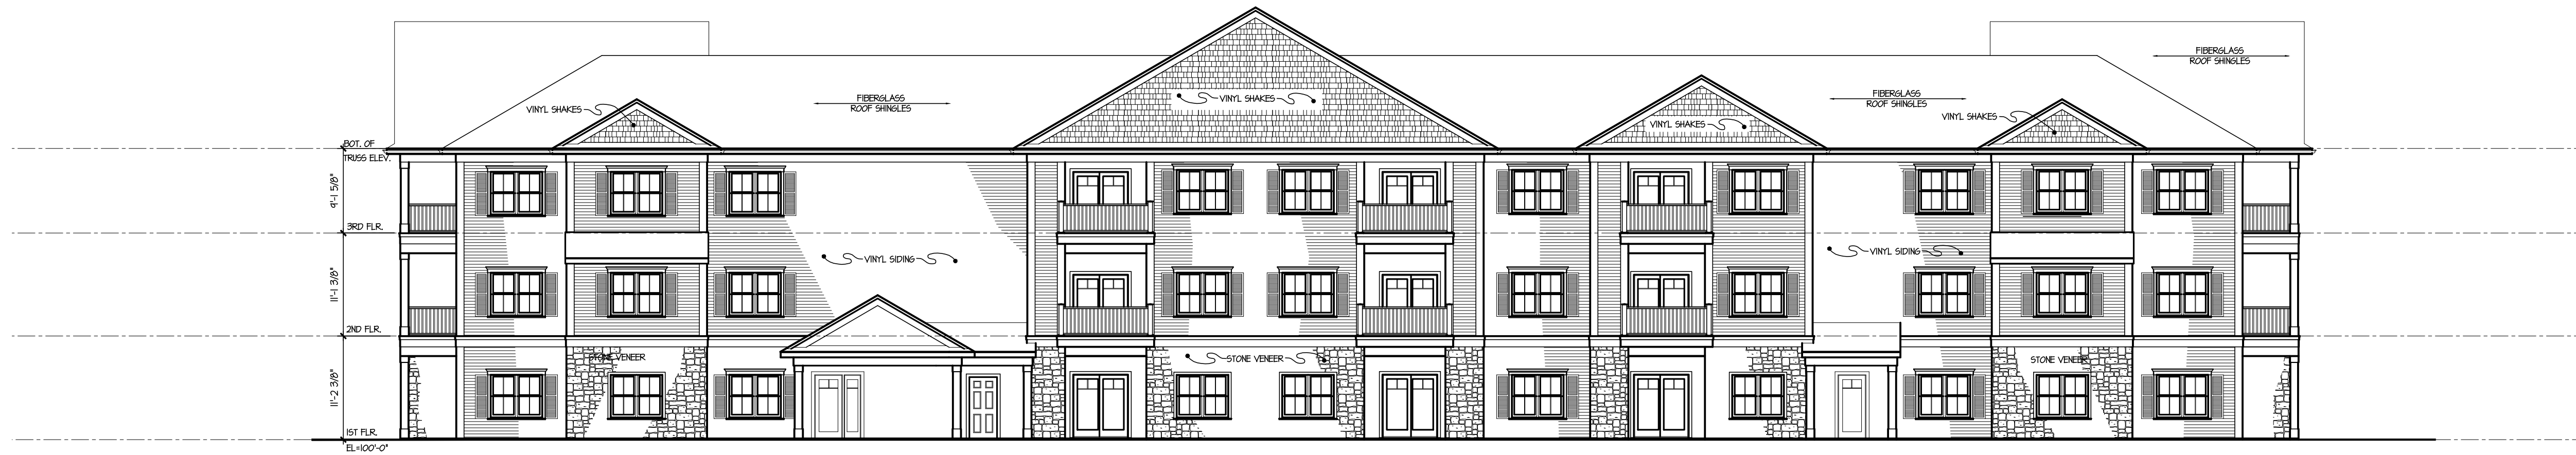 FIBERGLASS
ROOF SHINGLES
FIBERGLASS
ROOF SHINGLES
FIBERGLASS
ROOF SHINGLES
VINYL SHAKES
VINYL SHAKES
VINYL SHAKES
VINYL SHAKES
BOT. OF
TRUSS ELEV.
9'-1 5/8"
3RD FLR.
VINYL SIDING
VINYL SIDING
11'-1 3/8"
2ND FLR.
STONE VENEER
STONE VENEER
STONE VENEER
11'-2 3/8"
1ST FLR.
EL=100'-0"